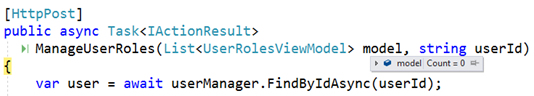 [HttpPost]
public async Task<IActionResult>
ManageUserRoles(List<UserRolesViewModel> model, string userId)
model Count = 0
{
var user = await userManager.FindByIdAsync(userId);